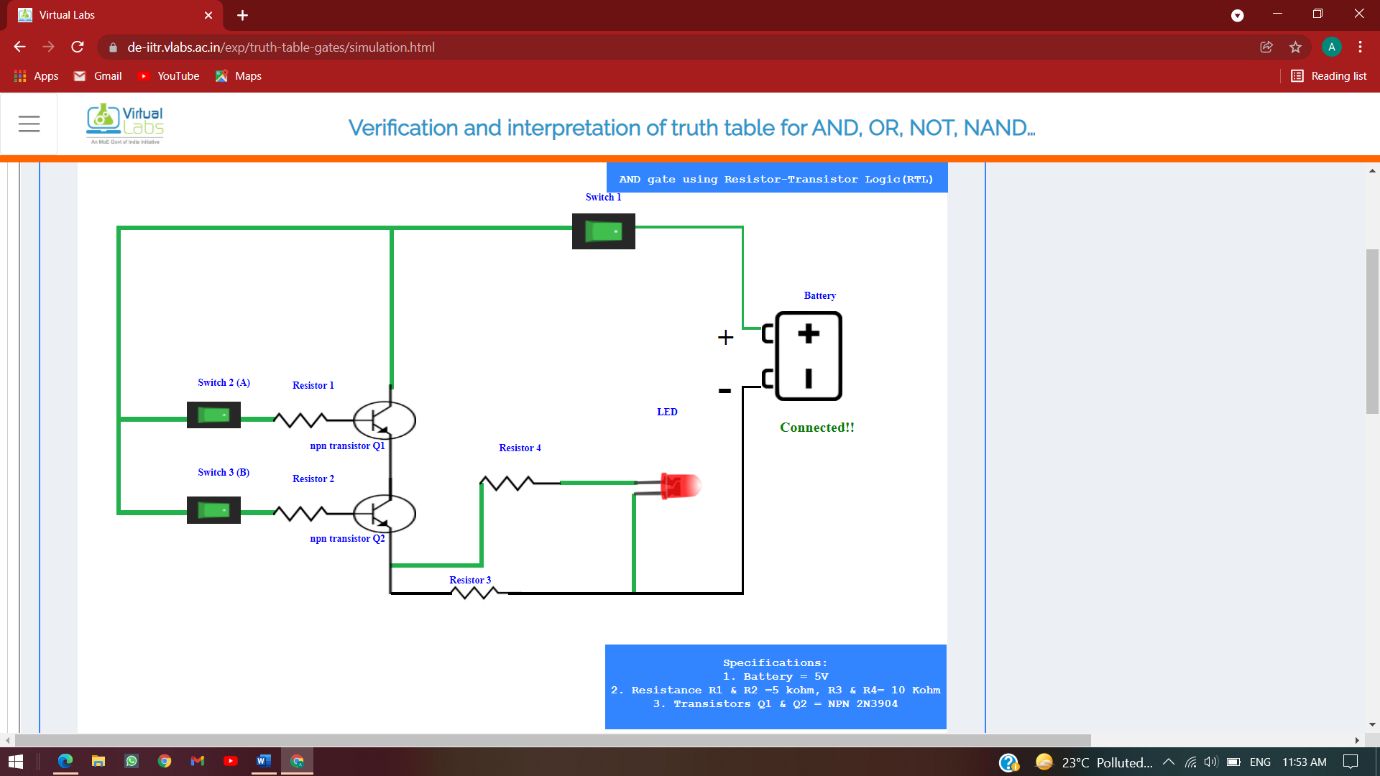 Virtual Labs
de-iitr.vlabs.ac.in/exp/truth-table-gates/simulation.html
A
Apps Gmail YouTube Maps Reading list
Virtual
Labs
An MoE Govt of India Initiative
Verification and interpretation of truth table for AND, OR, NOT, NAND...
AND gate using Resistor-Transistor Logic(RTL)
Switch 1
Battery
+
-
Switch 2 (A)
Resistor 1
LED
Connected!!
npn transistor Q1
Resistor 4
Switch 3 (B)
Resistor 2
npn transistor Q2
Resistor 3
Specifications:
1. Battery = 5V
2. Resistance R1 & R2 -5 kohm, R3 & R4- 10 Kohm
3. Transistors Q1 & Q2 - NPN 2N3904
23°C Polluted... ENG 11:53 AM